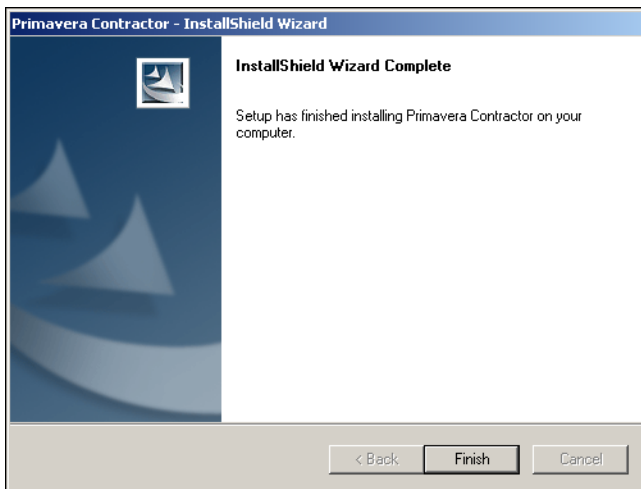 Primavera Contractor - InstallShield Wizard
InstallShield Wizard Complete
Setup has finished installing Primavera Contractor on your
computer.
< Back
Finish
Cancel